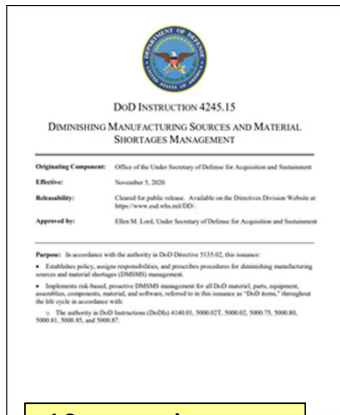 DOD INSTRUCTION 4245.15
DIMINISHING MANUFACTURING SOURCES AND MATERIAL
SHORTAGES MANAGEMENT
Originating Component: Office of the Under Secretary of Defense for Acquisition and Sustainment
Effective: November 5, 2020
Releasability: Cleared for public release. Available on the Directives Division Website at
https://www.esd.whs.mil/DD/.
Approved by: Ellen M. Lord, Under Secretary of Defense for Acquisition and Sustainment
Purpose: In accordance with the authority in DoD Directive 5135.02, this issuance:
• Establishes policy, assigns responsibilities, and prescribes procedures for diminishing manufacturing
sources and material shortages (DMSMS) management.
• Implements risk-based, proactive DMSMS management for all DoD materiel, parts, equipment,
assemblies, components, material, and software, referred to in this issuance as "DoD items," throughout
the life cycle in accordance with:
o The authority in DoD Instructions (DoDIs) 4140.01, 5000.02T, 5000.02, 5000.75, 5000.80,
5000.81, 5000.85, and 5000.87.